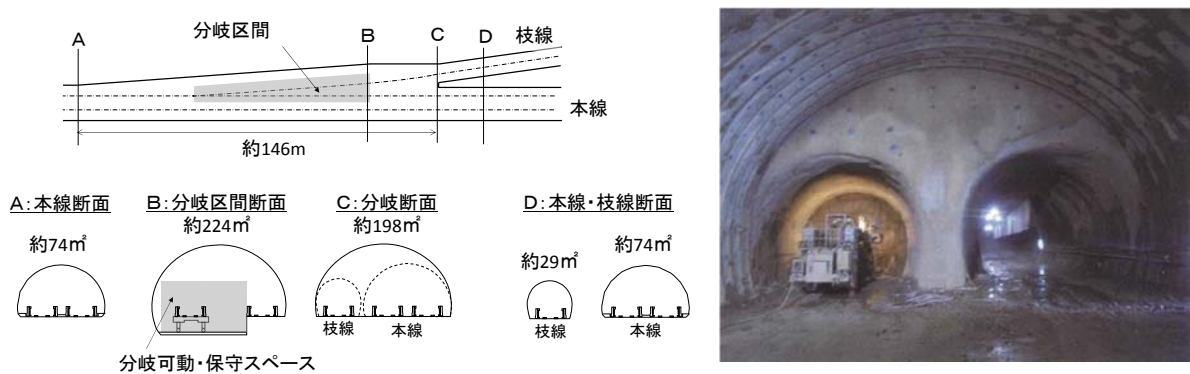 A
分岐区間
B
C
D
枝線
本線
約146m
A:本線断面
約74㎡
B:分岐区間断面
約224㎡
C:分岐断面
約198㎡
D:本線・枝線断面
約29㎡
約74㎡
枝線
本線
枝線
本線
分岐可動・保守スペース